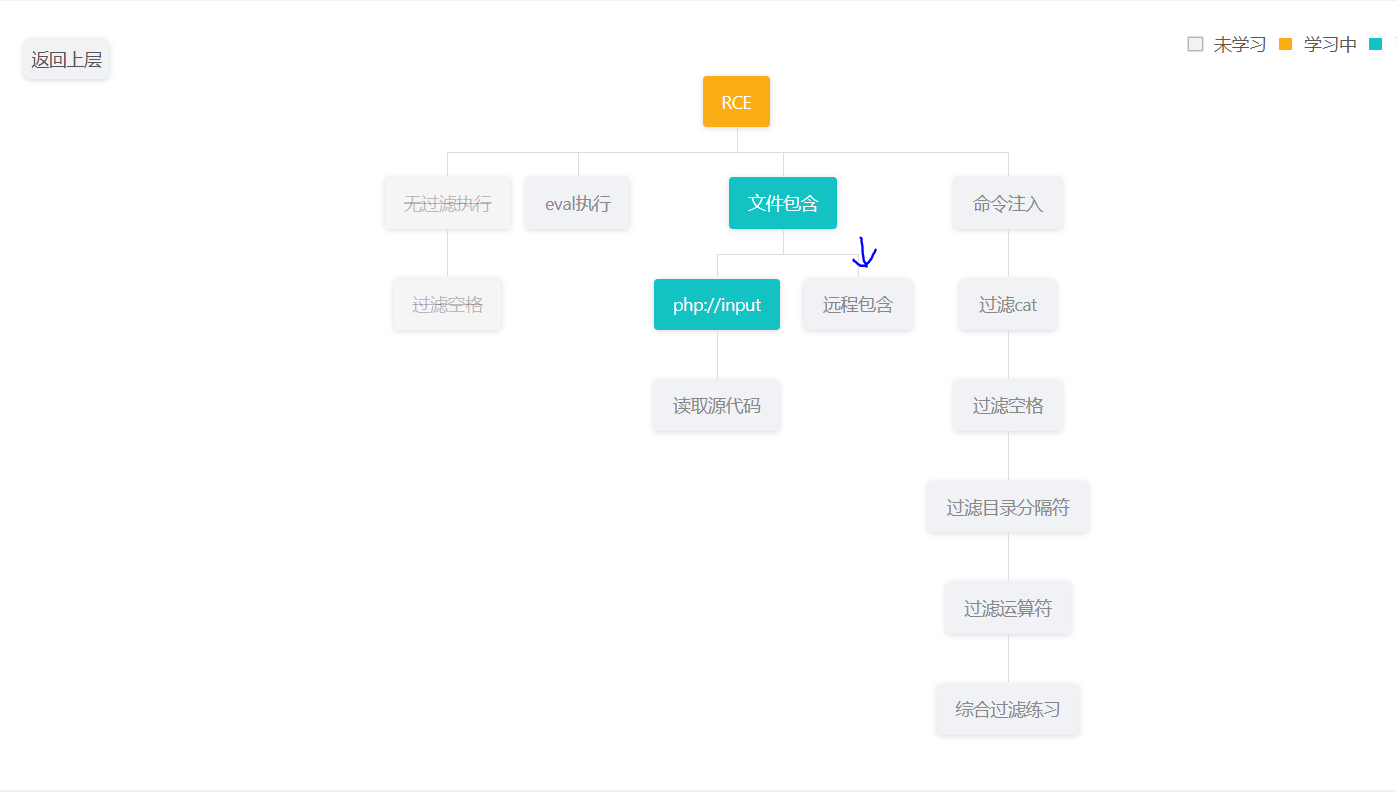 返回上层
未学习
学习中
RCE
无过滤执行
eval执行
文件包含
命令注入
过滤空格
php://input
远程包含
过滤cat
读取源代码
过滤空格
过滤目录分隔符
过滤运算符
综合过滤练习